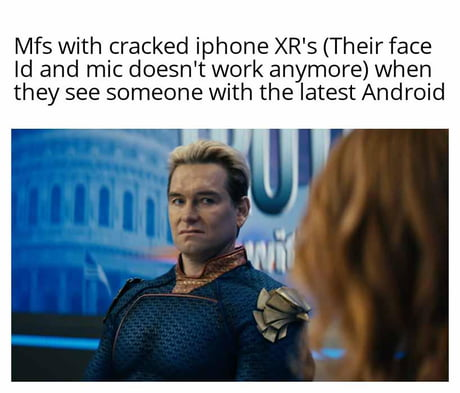 Mfs with cracked iphone XR's (Their face
Id and mic doesn't work anymore) when
they see someone with the latest Android